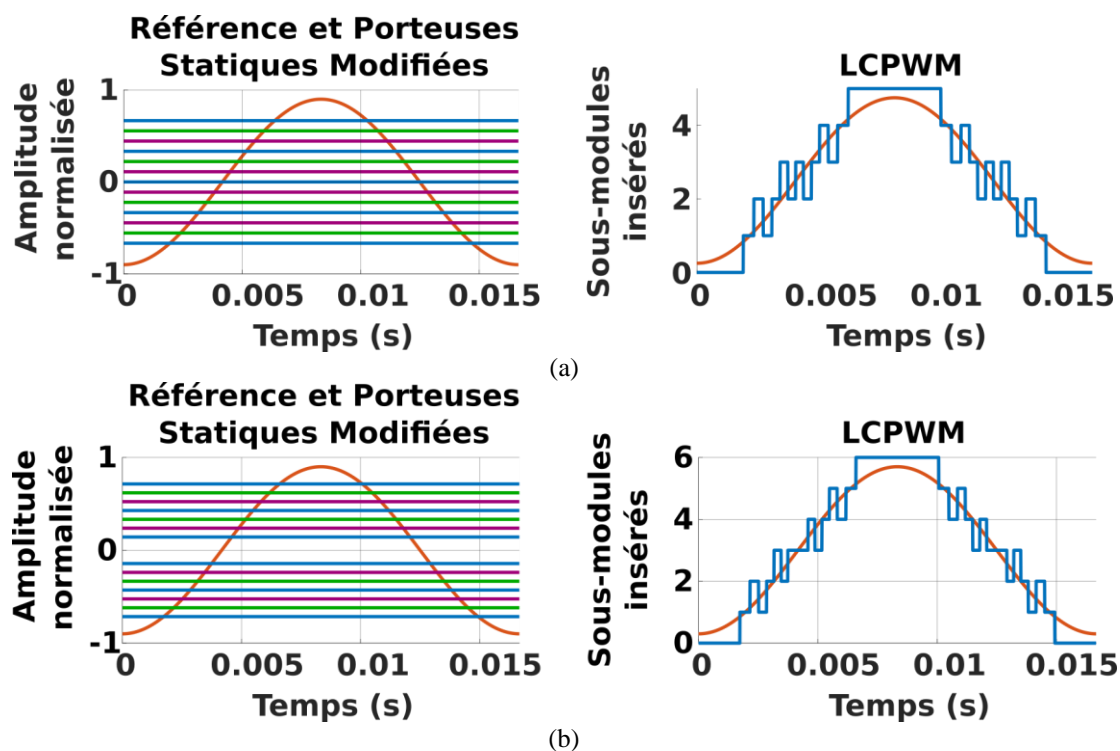 Référence et Porteuses
Statiques Modifiées
Amplitude
normalisée
1
0
-1
0
0.005
0.01
0.015
Temps (s)
LCPWM
Sous-modules
insérés
4
2
0
0
0.005
0.01
0.015
Temps (s)
(a)
Référence et Porteuses
Statiques Modifiées
Amplitude
normalisée
1
0
-1
0
0.005
0.01
0.015
Temps (s)
LCPWM
Sous-modules
insérés
6
4
2
0
0
0.005
0.01
0.015
Temps (s)
(b)